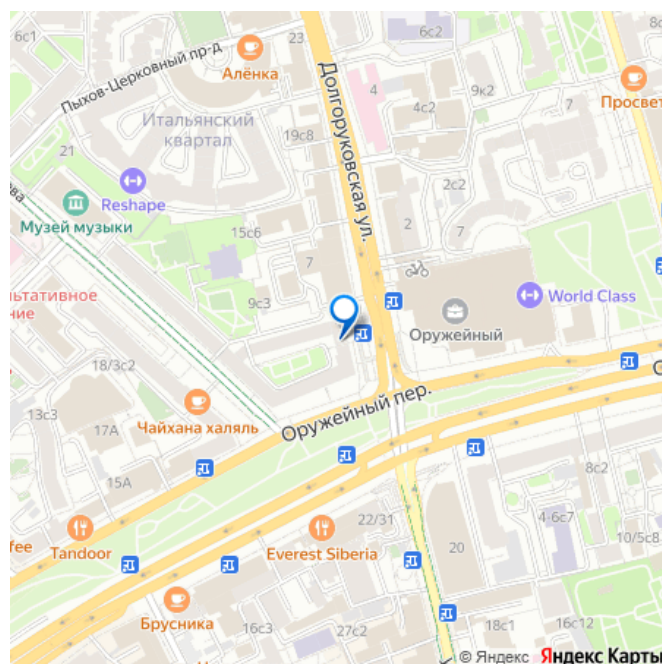 6с1
Пыхов-Церковный пр-д
Алёнка
23
6с2
Просвет
Долгоруковская ул.
4
4с2
9к2
7
Итальянский
квартал
19с8
21
Reshape
Музей музыки
2с2
15с6
2
7
7
9с3
World Class
Оружейный
18/3с2
Чайхана халяль
Оружейный пер.
13с3
17А
15А
8с2
Tandoor
22/31
Everest Siberia
20
4-6с7
10/5с8
Брусника
16с3
27с2
18с1
16с12
© Яндекс Яндекс Карты